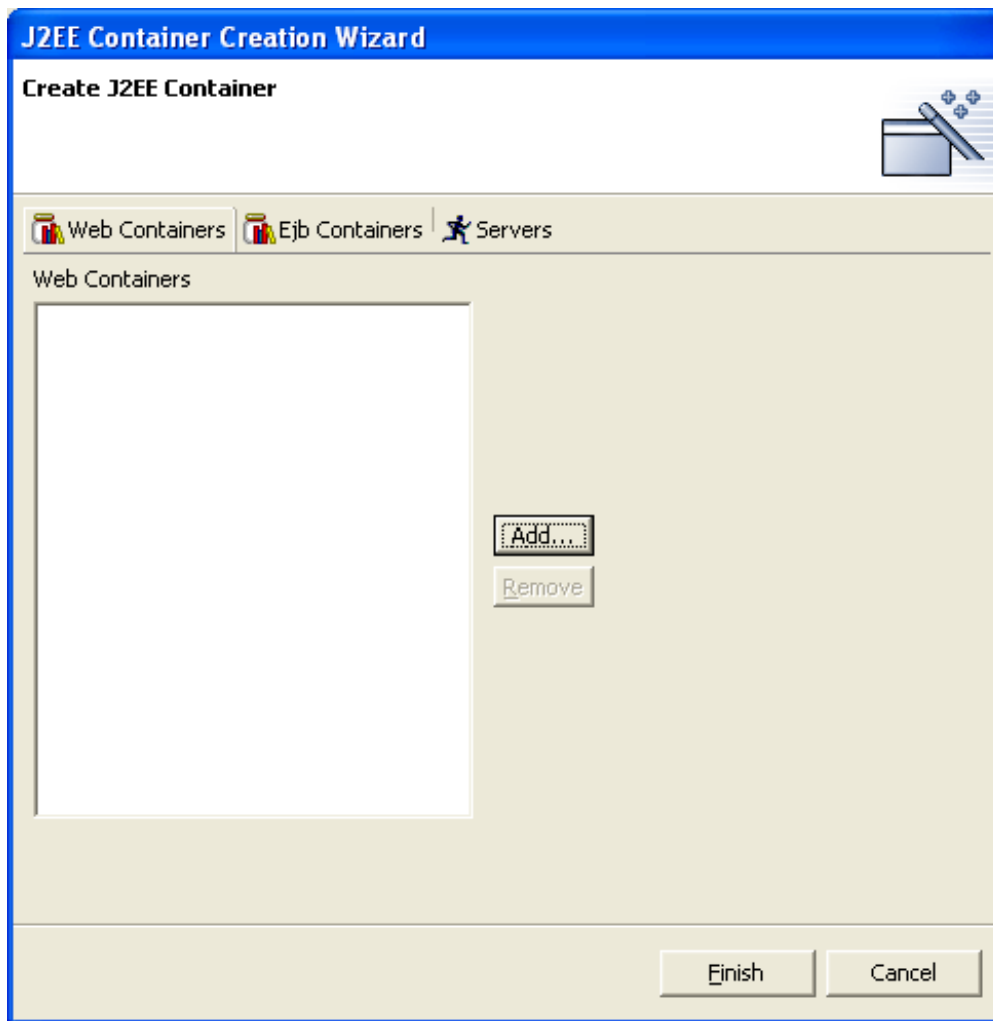 J2EE Container Creation Wizard
Create J2EE Container
Web Containers Ejb Containers Servers
Web Containers
Add...
Remove
Finish Cancel